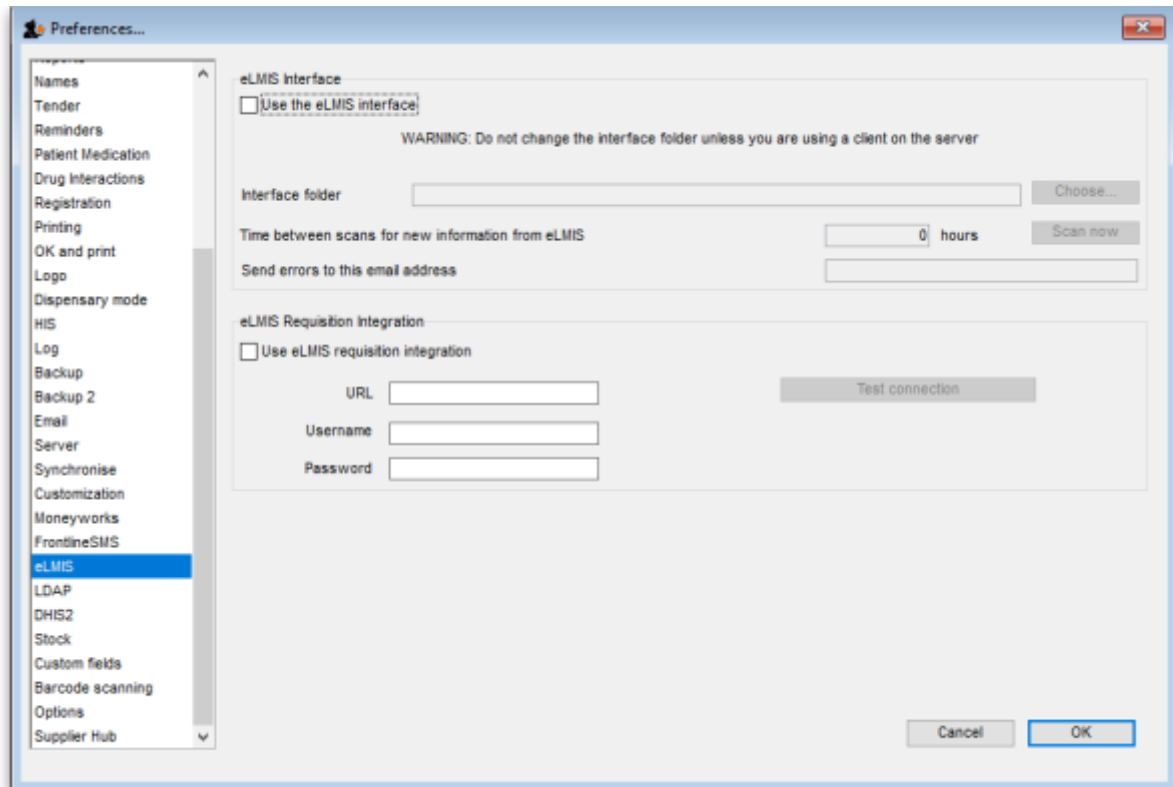 Preferences...
Names
Tender
Reminders
Patient Medication
Drug Interactions
Registration
Printing
OK and print
Logo
Dispensary mode
HIS
Log
Backup
Backup 2
Email
Server
Synchronise
Customization
Moneyworks
FrontlineSMS
eLMIS
LDAP
DHIS2
Stock
Custom fields
Barcode scanning
Options
Supplier Hub
eLMIS Interface
Use the eLMIS interface
WARNING: Do not change the interface folder unless you are using a client on the server
Interface folder Choose...
Time between scans for new information from eLMIS 0 hours Scan now
Send errors to this email address
eLMIS Requisition Integration
Use eLMIS requisition integration
URL Test connection
Username
Password
Cancel OK